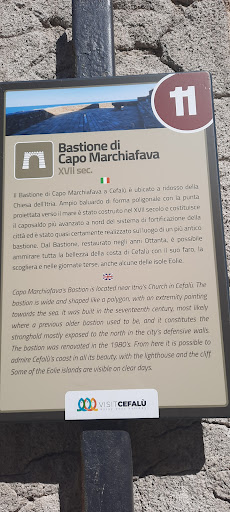 11
Bastione di
Capo Marchiafava
XVII sec.
Il Bastione di Capo Marchiafava a Cefalù è ubicato a ridosso della
Chiesa dell'Itria. Ampio baluardo di forma poligonale con la punta
proiettata verso il mare è stato costruito nel XVII secolo e costituisce
il caposaldo più avanzato a nord del sistema di fortificazione della
città ed è stato quasi certamente realizzato sul luogo di un più antico
bastione. Dal Bastione, restaurato negli anni Ottanta, è possibile
ammirare tutta la bellezza della costa di Cefalù con il suo faro, la
scogliera e nelle giornate terse, anche alcune delle isole Eolie.
Capo Marchiafava's Bastion is located near Itria's Church in Cefalù. The
bastion is wide and shaped like a polygon, with an extremity pointing
towards the sea. It was built in the seventeenth century, most likely
where a previous older bastion used to be, and it constitutes the
stronghold mostly exposed to the north in the city's defensive walls.
The bastion was renovated in the 1980's. From here it is possible to
admire Cefalù's coast in all its beauty, with the lighthouse and the cliff.
Some of the Eolie islands are visible on clear days.
VISITCEFALÙ